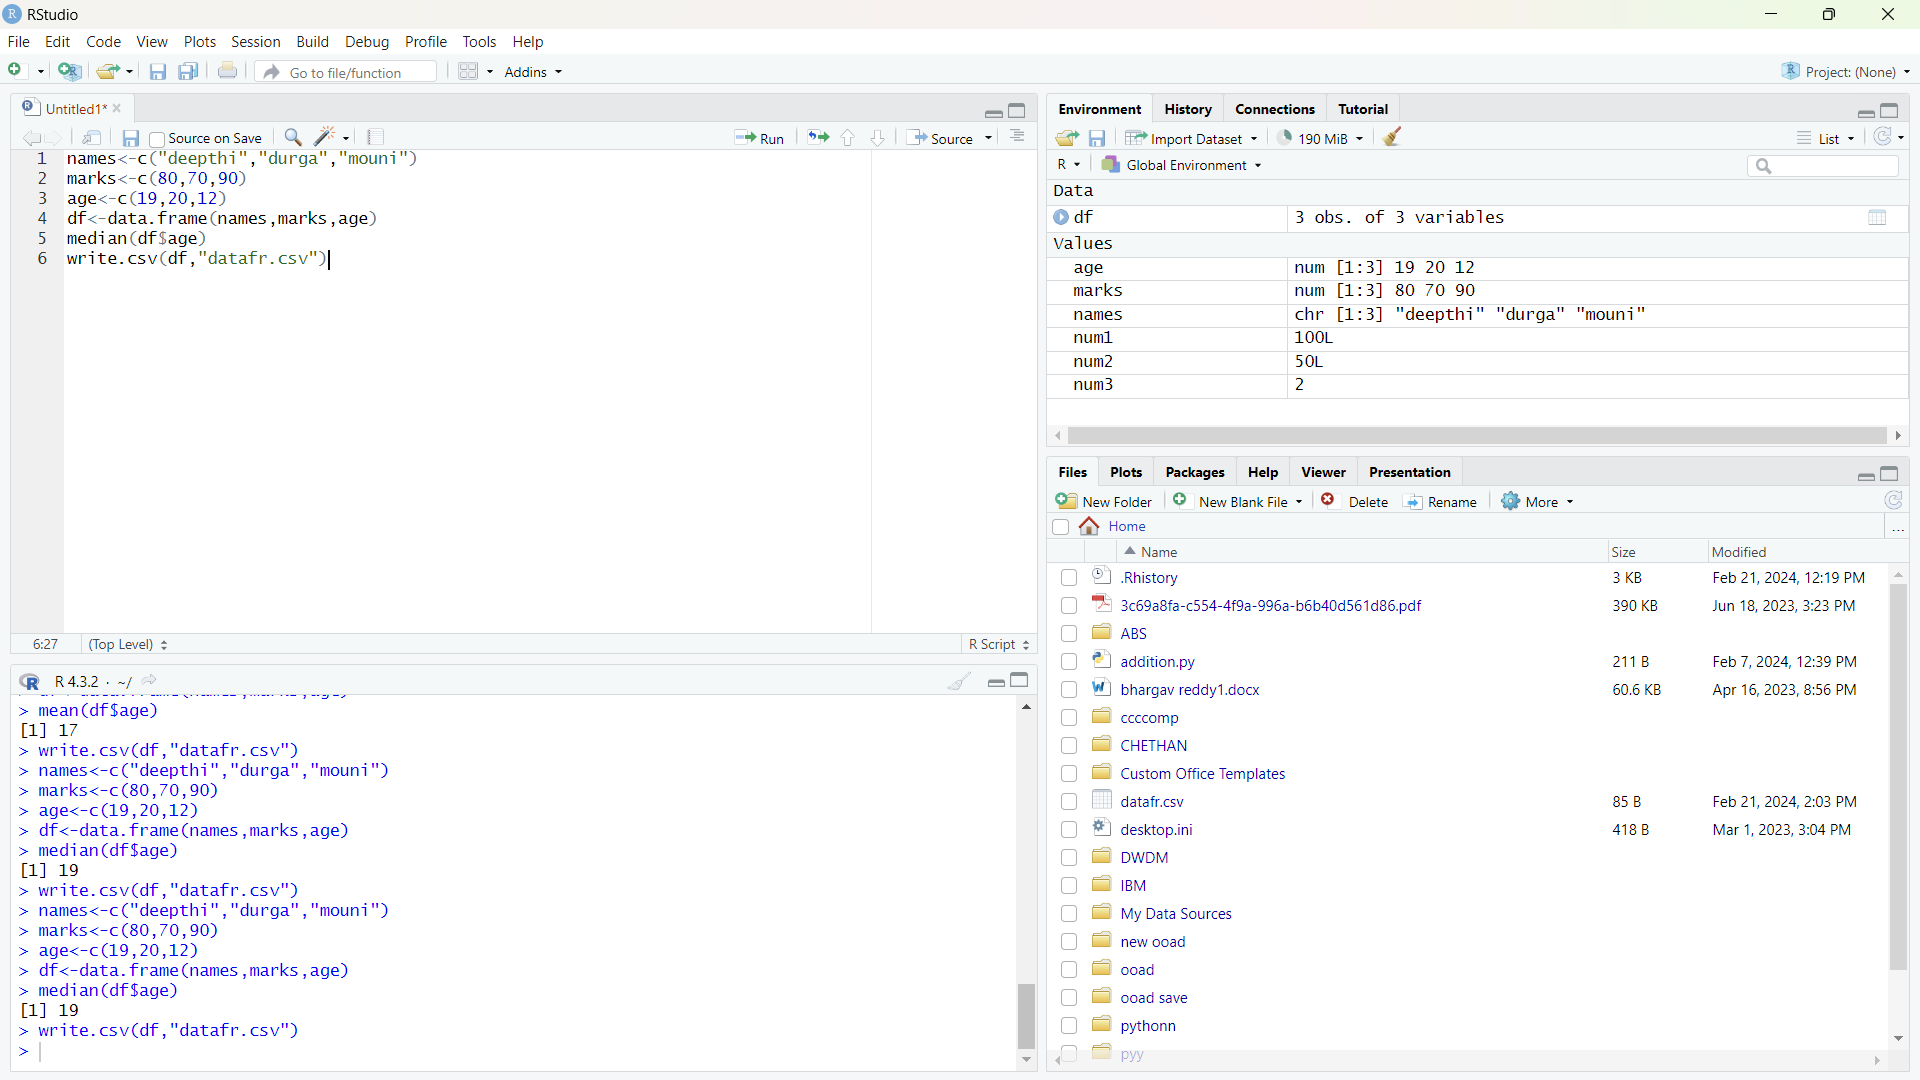 RStudio
File Edit Code View Plots Session Build Debug Profile Tools Help
Go to file/function Addins Project: (None)
Untitled1*
Source on Save Run Source
1 names<-c("deepthi","durga","mouni")
2 marks<-c(80,70,90)
3 age<-c(19,20,12)
4 df<-data.frame(names,marks,age)
5 median(df$age)
6 write.csv(df,"datafr.csv")
6:27 (Top Level) R Script
R 4.3.2 · ~/
> mean(df$age)
[1] 17
> write.csv(df,"datafr.csv")
> names<-c("deepthi","durga","mouni")
> marks<-c(80,70,90)
> age<-c(19,20,12)
> df<-data.frame(names,marks,age)
> median(df$age)
[1] 19
> write.csv(df,"datafr.csv")
> names<-c("deepthi","durga","mouni")
> marks<-c(80,70,90)
> age<-c(19,20,12)
> df<-data.frame(names,marks,age)
> median(df$age)
[1] 19
> write.csv(df,"datafr.csv")
>
Environment History Connections Tutorial
Import Dataset 190 MiB List
R Global Environment
Data
df 3 obs. of 3 variables
Values
age num [1:3] 19 20 12
marks num [1:3] 80 70 90
names chr [1:3] "deepthi" "durga" "mouni"
num1 100L
num2 50L
num3 2
Files Plots Packages Help Viewer Presentation
New Folder New Blank File Delete Rename More
Home ...
Name Size Modified
.Rhistory 3 KB Feb 21, 2024, 12:19 PM
3c69a8fa-c554-4f9a-996a-b6b40d561d86.pdf 390 KB Jun 18, 2023, 3:23 PM
ABS
addition.py 211 B Feb 7, 2024, 12:39 PM
bhargav reddy1.docx 60.6 KB Apr 16, 2023, 8:56 PM
ccccomp
CHETHAN
Custom Office Templates
datafr.csv 85 B Feb 21, 2024, 2:03 PM
desktop.ini 418 B Mar 1, 2023, 3:04 PM
DWDM
IBM
My Data Sources
new ooad
ooad
ooad save
pythonn
pyy